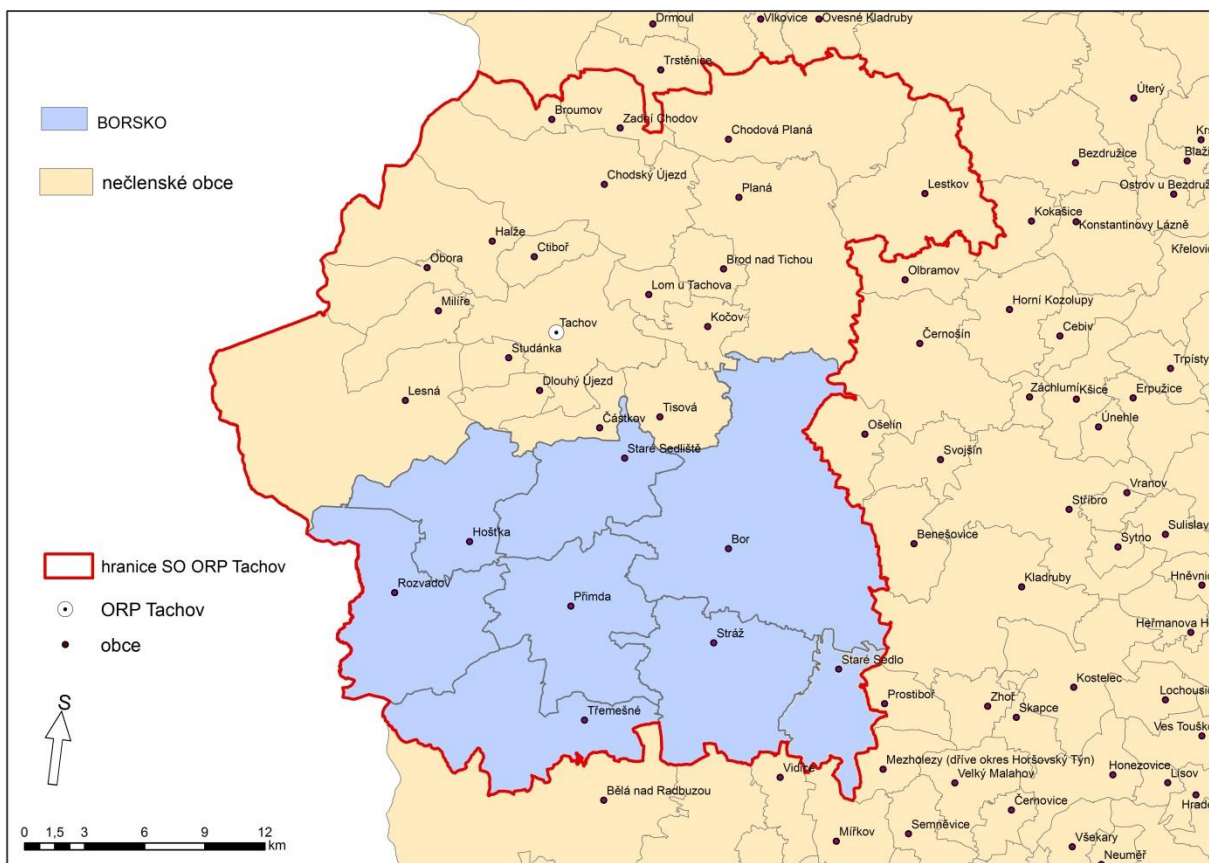 Drmoul
Vlkovice
Ovesné Kladruby
Trstěnice
Úterý
BORSKO
Broumov
Zadní Chodov
Chodová Planá
Bezdružice
nečlenské obce
Chodský Újezd
Planá
Lestkov
Kokašice
Konstantinovy Lázně
Halže
Ctiboř
Obora
Brod nad Tichou
Olbramov
Milíře
Lom u Tachova
Horní Kozolupy
Kočov
Tachov
Černošín
Cebiv
Studánka
Trpísty
Lesná
Dlouhý Újezd
Záchlumí
Kšice
Erpužice
Částkov
Tisová
Ošelín
Únehle
Staré Sedliště
Svojšín
Vranov
Stříbro
Hošťka
Bor
Benešovice
Sytno
hranice SO ORP Tachov
Rozvadov
Přimda
Kladruby
ORP Tachov
Stráž
obce
Staré Sedlo
Kostelec
Prostiboř
Zhoř
Skapce
S
Třemešné
Mezholezy (dříve okres Horšovský Týn)
Honezovice
Lisov
Vidice
Velký Malahov
Bělá nad Radbuzou
Černovice
Mířkov
Semněvice
Všekary
Neuměř
0 1,5 3 6 9 12
km